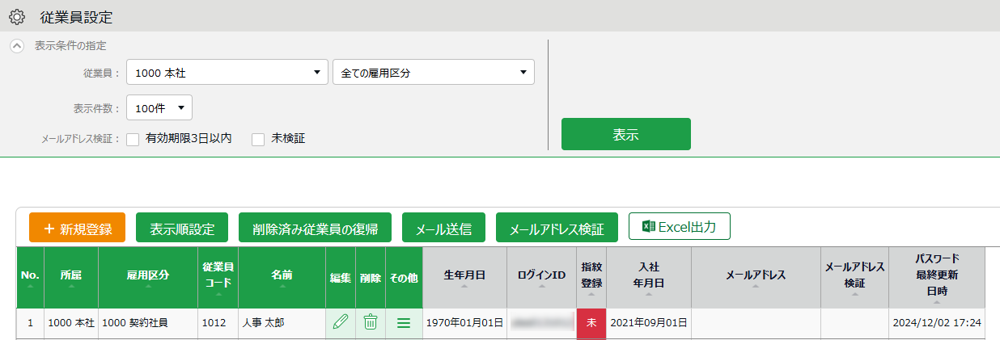 従業員設定
表示条件の指定
従業員： 1000 本社 全ての雇用区分
表示件数： 100件
メールアドレス検証： 有効期限3日以内 未検証
表示
＋ 新規登録 表示順設定 削除済み従業員の復帰 メール送信 メールアドレス検証 Excel出力
No. 所属 雇用区分 従業員コード 名前 編集 削除 その他 生年月日 ログインID 指紋登録 入社年月日 メールアドレス メールアドレス検証 パスワード最終更新日時
1 1000 本社 1000 契約社員 1012 人事 太郎 1970年01月01日 未 2021年09月01日 2024/12/02 17:24